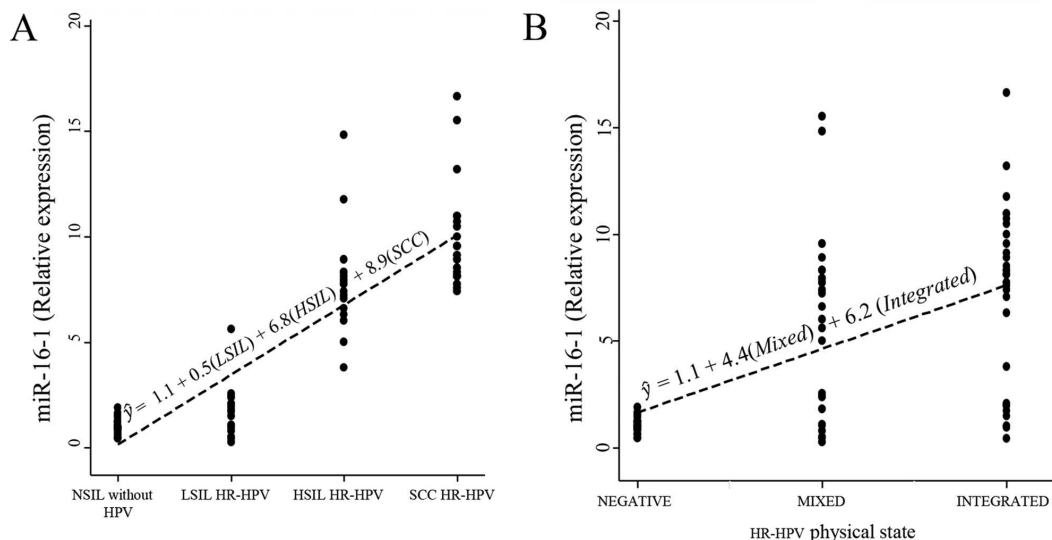 A
miR-16-1 (Relative expression)
20
15
10
5
0
ŷ = 1.1 + 0.5(LSIL) + 6.8(HSIL) + 8.9(SCC)
NSIL without
HPV
LSIL HR-HPV
HSIL HR-HPV
SCC HR-HPV
B
miR-16-1 (Relative expression)
20
15
10
5
0
ŷ = 1.1 + 4.4(Mixed) + 6.2 (Integrated)
NEGATIVE
MIXED
INTEGRATED
HR-HPV physical state